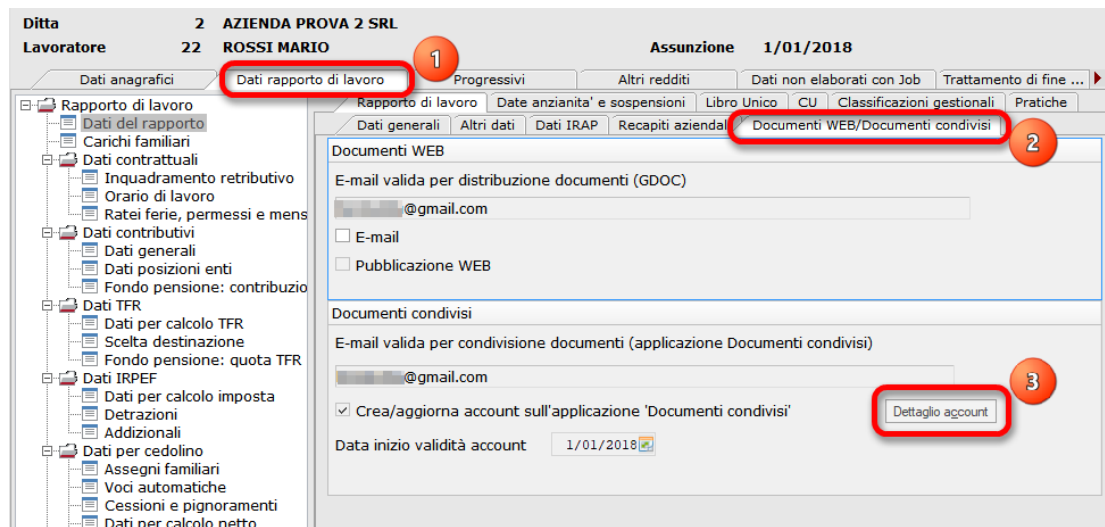 Ditta 2 AZIENDA PROVA 2 SRL
Lavoratore 22 ROSSI MARIO Assunzione 1/01/2018
1
Dati anagrafici Dati rapporto di lavoro Progressivi Altri redditi Dati non elaborati con Job Trattamento di fine ...
Rapporto di lavoro
Dati del rapporto
Carichi familiari
Dati contrattuali
Inquadramento retributivo
Orario di lavoro
Ratei ferie, permessi e mens
Dati contributivi
Dati generali
Dati posizioni enti
Fondo pensione: contribuzio
Dati TFR
Dati per calcolo TFR
Scelta destinazione
Fondo pensione: quota TFR
Dati IRPEF
Dati per calcolo imposta
Detrazioni
Addizionali
Dati per cedolino
Assegni familiari
Voci automatiche
Cessioni e pignoramenti
Dati per calcolo netto
Rapporto di lavoro Date anzianita' e sospensioni Libro Unico CU Classificazioni gestionali Pratiche
Dati generali Altri dati Dati IRAP Recapiti aziendal Documenti WEB/Documenti condivisi
2
Documenti WEB
E-mail valida per distribuzione documenti (GDOC)
@gmail.com
E-mail
Pubblicazione WEB
Documenti condivisi
E-mail valida per condivisione documenti (applicazione Documenti condivisi)
@gmail.com
3
Crea/aggiorna account sull'applicazione 'Documenti condivisi' Dettaglio account
Data inizio validità account 1/01/2018